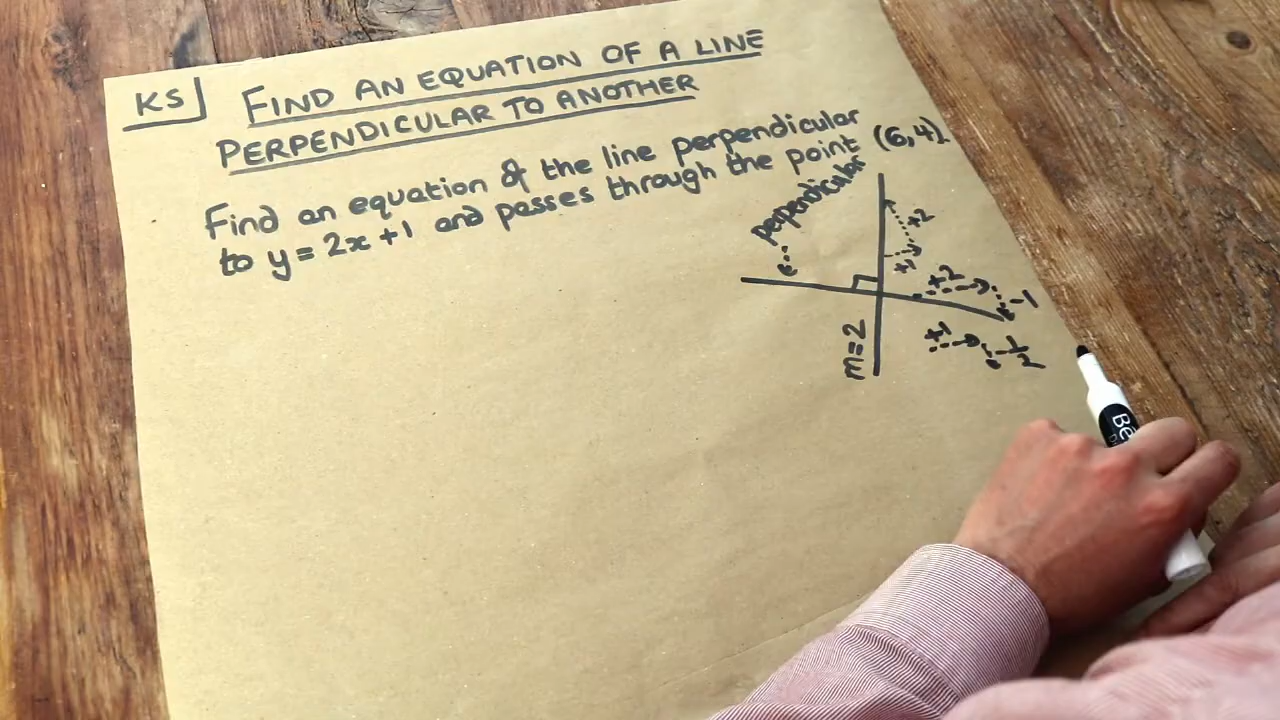 KS
FIND AN EQUATION OF A LINE
PERPENDICULAR TO ANOTHER
Find an equation of the line perpendicular
to y = 2x + 1 and passes through the point (6,4).
Perpendicular
+2
+1
+2
-1
+1
-1/2
m=2
Be